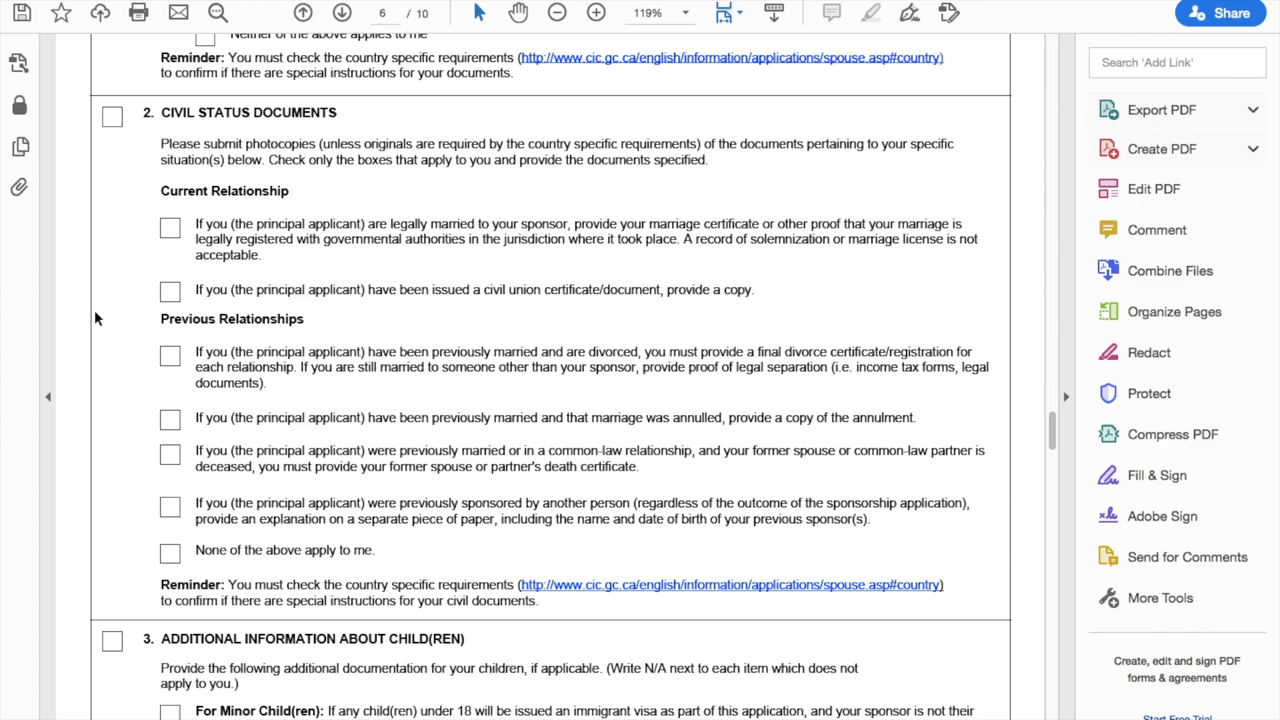 6 / 10
119%
Share
Neither of the above applies to me
Reminder: You must check the country specific requirements (http://www.cic.gc.ca/english/information/applications/spouse.asp#country)
to confirm if there are special instructions for your documents.
2. CIVIL STATUS DOCUMENTS
Please submit photocopies (unless originals are required by the country specific requirements) of the documents pertaining to your specific
situation(s) below. Check only the boxes that apply to you and provide the documents specified.
Current Relationship
If you (the principal applicant) are legally married to your sponsor, provide your marriage certificate or other proof that your marriage is
legally registered with governmental authorities in the jurisdiction where it took place. A record of solemnization or marriage license is not
acceptable.
If you (the principal applicant) have been issued a civil union certificate/document, provide a copy.
Previous Relationships
If you (the principal applicant) have been previously married and are divorced, you must provide a final divorce certificate/registration for
each relationship. If you are still married to someone other than your sponsor, provide proof of legal separation (i.e. income tax forms, legal
documents).
If you (the principal applicant) have been previously married and that marriage was annulled, provide a copy of the annulment.
If you (the principal applicant) were previously married or in a common-law relationship, and your former spouse or common-law partner is
deceased, you must provide your former spouse or partner's death certificate.
If you (the principal applicant) were previously sponsored by another person (regardless of the outcome of the sponsorship application),
provide an explanation on a separate piece of paper, including the name and date of birth of your previous sponsor(s).
None of the above apply to me.
Reminder: You must check the country specific requirements (http://www.cic.gc.ca/english/information/applications/spouse.asp#country)
to confirm if there are special instructions for your civil documents.
3. ADDITIONAL INFORMATION ABOUT CHILD(REN)
Provide the following additional documentation for your children, if applicable. (Write N/A next to each item which does not
apply to you.)
For Minor Child(ren): If any child(ren) under 18 will be issued an immigrant visa as part of this application, and your sponsor is not their
Search 'Add Link'
Export PDF
Create PDF
Edit PDF
Comment
Combine Files
Organize Pages
Redact
Protect
Compress PDF
Fill & Sign
Adobe Sign
Send for Comments
More Tools
Create, edit and sign PDF
forms & agreements
Start Free Trial